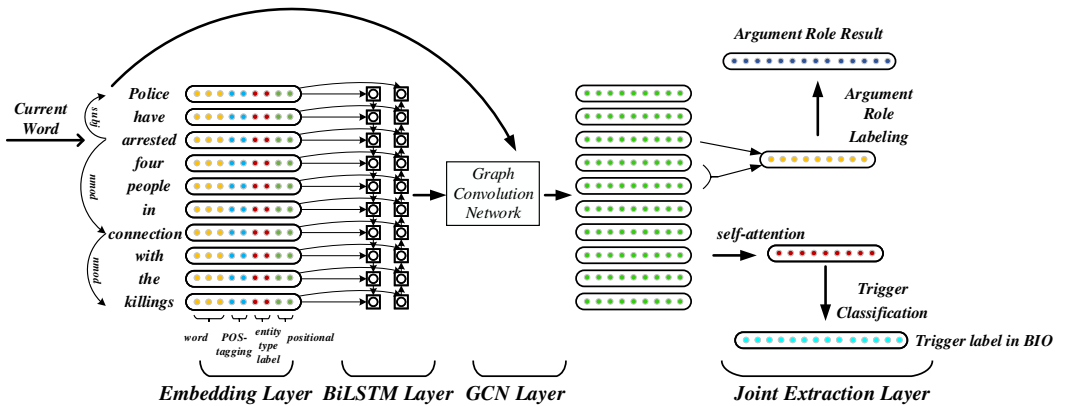 Current
Word
subj
nmod
nmod
Police
have
arrested
four
people
in
connection
with
the
killings
word
POS-
tagging
entity
type
label
positional
Graph
Convolution
Network
Argument Role Result
Argument
Role
Labeling
self-attention
Trigger
Classification
Trigger label in BIO
Embedding Layer
BiLSTM Layer
GCN Layer
Joint Extraction Layer